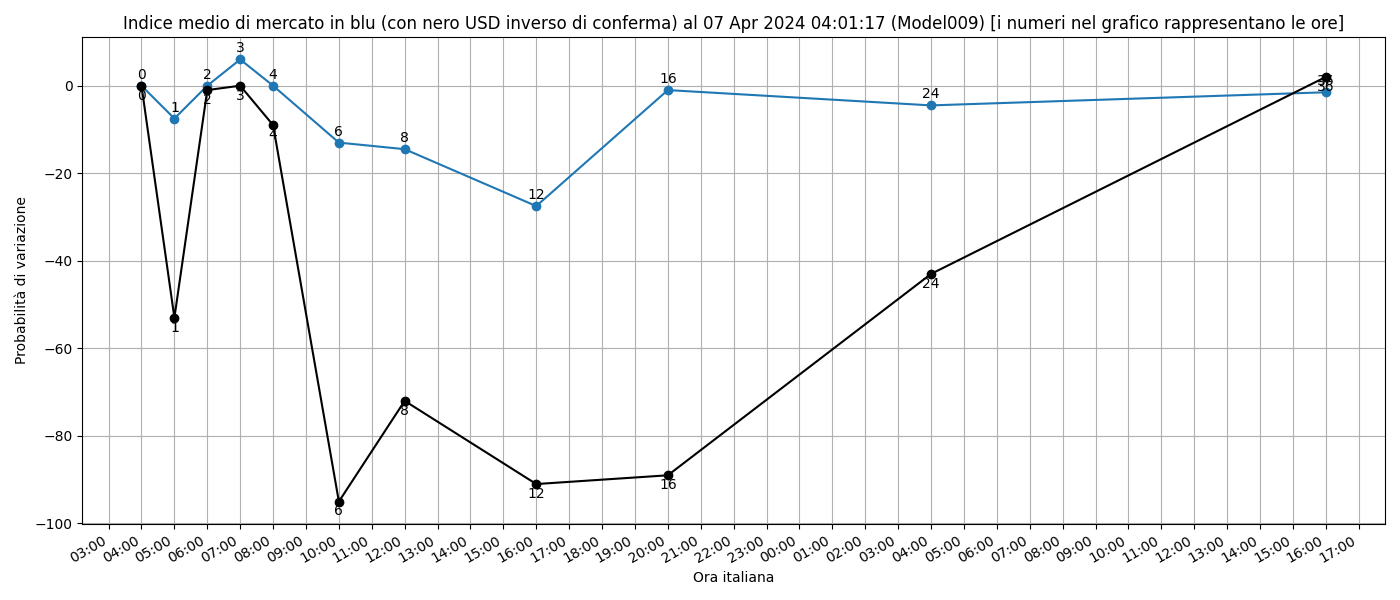 Indice medio di mercato in blu (con nero USD inverso di conferma) al 07 Apr 2024 04:01:17 (Model009) [i numeri nel grafico rappresentano le ore]
Probabilità di variazione
0
−20
−40
−60
−80
−100
0 1 2 3 4 6 8 12 16 24 36
0 1 2 3 4 6 8 12 16 24 36
03:00 04:00 05:00 06:00 07:00 08:00 09:00 10:00 11:00 12:00 13:00 14:00 15:00 16:00 17:00 18:00 19:00 20:00 21:00 22:00 23:00 00:00 01:00 02:00 03:00 04:00 05:00 06:00 07:00 08:00 09:00 10:00 11:00 12:00 13:00 14:00 15:00 16:00 17:00
Ora italiana